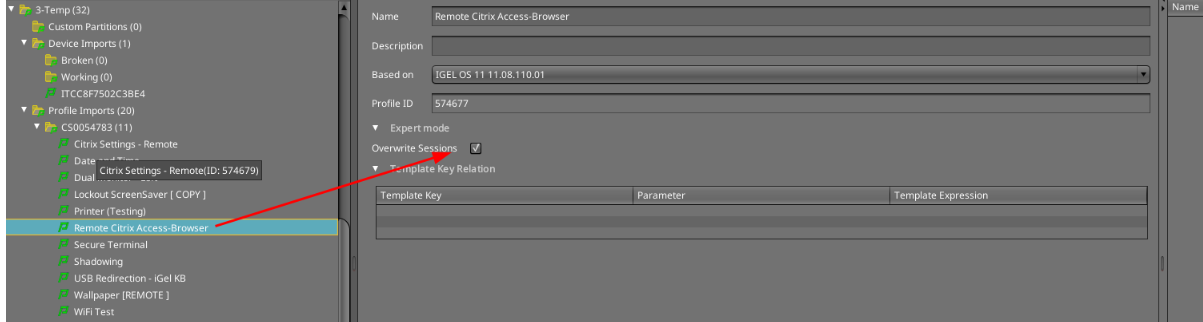 3-Temp (32)
Custom Partitions (0)
Device Imports (1)
Broken (0)
Working (0)
ITCC8F7502C3BE4
Profile Imports (20)
CS0054783 (11)
Citrix Settings - Remote
Date and Time
Citrix Settings - Remote(ID: 574679)
Dual
Lockout ScreenSaver [ COPY ]
Printer (Testing)
Remote Citrix Access-Browser
Secure Terminal
Shadowing
USB Redirection - iGel KB
Wallpaper [REMOTE ]
WiFi Test
Name Remote Citrix Access-Browser
Description
Based on IGEL OS 11 11.08.110.01
Profile ID 574677
Expert mode
Overwrite Sessions
Template Key Relation
Template Key Parameter Template Expression
Name